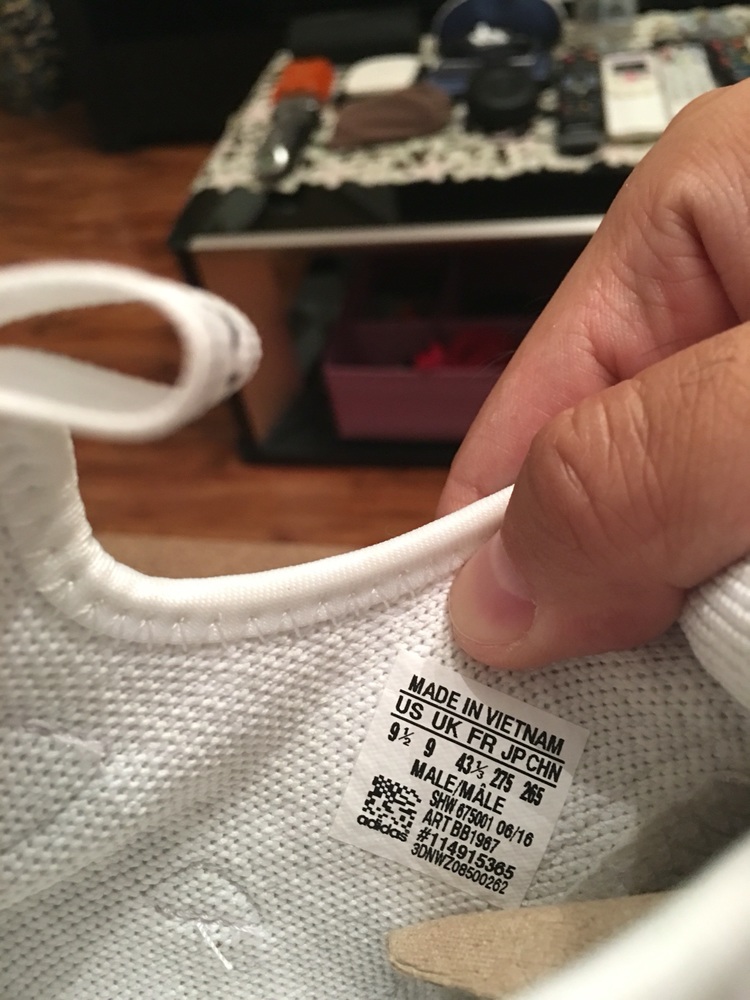 MADE IN VIETNAM
US UK FR JP CHN
9½ 9 43⅓ 275 265
MALE/MÂLE
SHW 675001 06/16
ART BB1967
#114915365
3DNWZ08500262
adidas